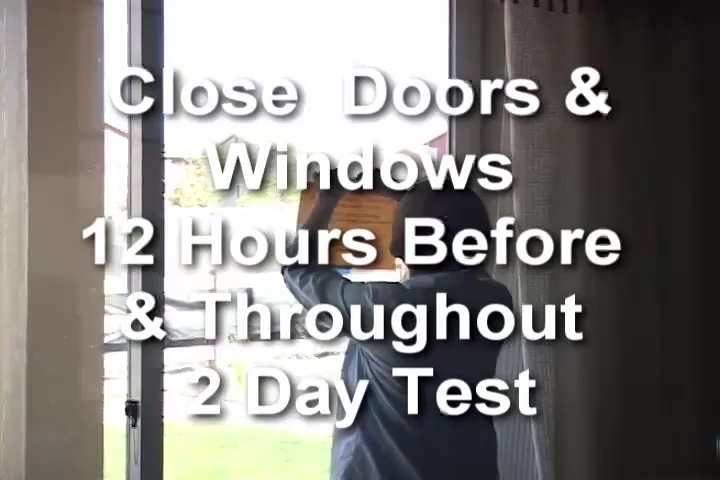 Close Doors &
Windows
12 Hours Before
& Throughout
2 Day Test